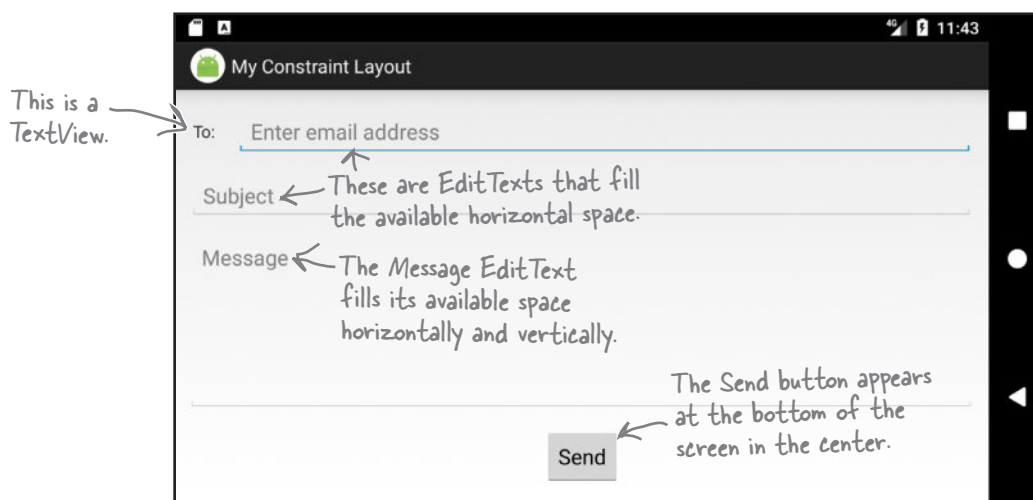 4G 11:43
My Constraint Layout
This is a
TextView.
To: Enter email address
These are EditTexts that fill
the available horizontal space.
Subject
Message
The Message EditText
fills its available space
horizontally and vertically.
The Send button appears
at the bottom of the
screen in the center.
Send